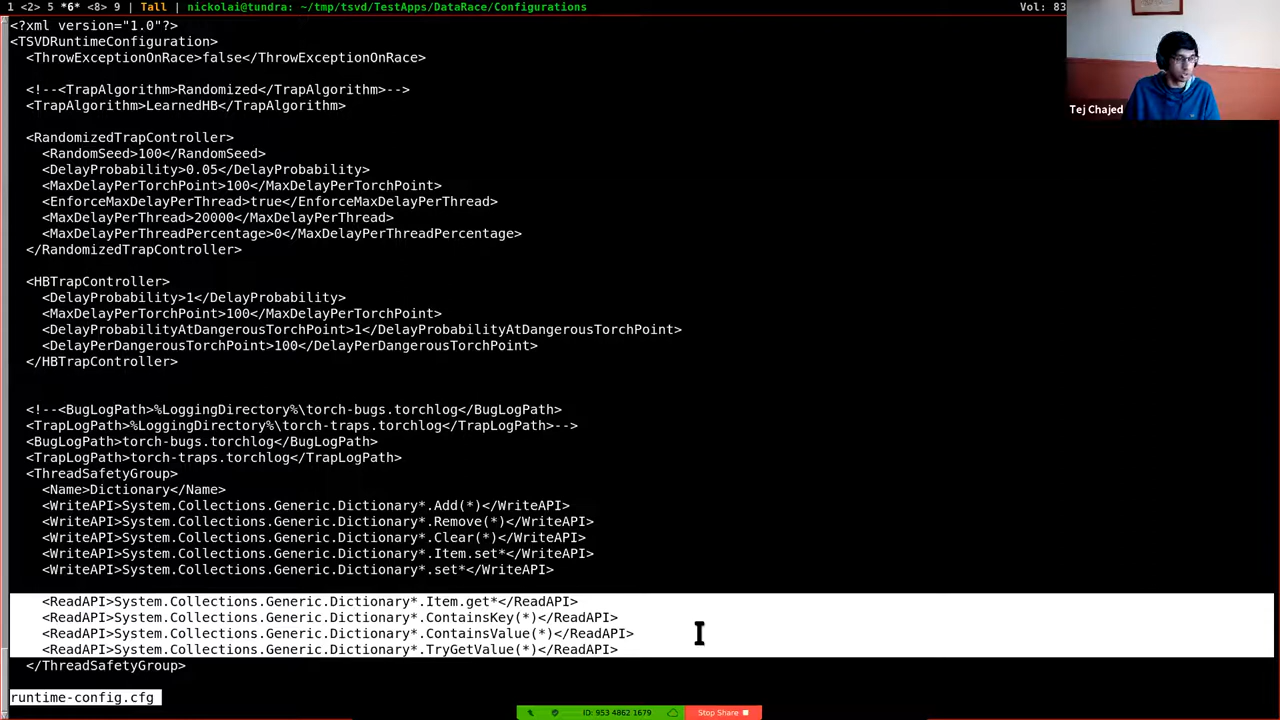 1 <2> 5 *6* <8> 9 | Tall | nickolai@tundra: ~/tmp/tsvd/TestApps/DataRace/Configurations Vol: 83
<?xml version="1.0"?>
<TSVDRuntimeConfiguration>
<ThrowExceptionOnRace>false</ThrowExceptionOnRace>
<!--<TrapAlgorithm>Randomized</TrapAlgorithm>-->
<TrapAlgorithm>LearnedHB</TrapAlgorithm>
<RandomizedTrapController>
<RandomSeed>100</RandomSeed>
<DelayProbability>0.05</DelayProbability>
<MaxDelayPerTorchPoint>100</MaxDelayPerTorchPoint>
<EnforceMaxDelayPerThread>true</EnforceMaxDelayPerThread>
<MaxDelayPerThread>20000</MaxDelayPerThread>
<MaxDelayPerThreadPercentage>0</MaxDelayPerThreadPercentage>
</RandomizedTrapController>
<HBTrapController>
<DelayProbability>1</DelayProbability>
<MaxDelayPerTorchPoint>100</MaxDelayPerTorchPoint>
<DelayProbabilityAtDangerousTorchPoint>1</DelayProbabilityAtDangerousTorchPoint>
<DelayPerDangerousTorchPoint>100</DelayPerDangerousTorchPoint>
</HBTrapController>
<!--<BugLogPath>%LoggingDirectory%\torch-bugs.torchlog</BugLogPath>
<TrapLogPath>%LoggingDirectory%\torch-traps.torchlog</TrapLogPath>-->
<BugLogPath>torch-bugs.torchlog</BugLogPath>
<TrapLogPath>torch-traps.torchlog</TrapLogPath>
<ThreadSafetyGroup>
<Name>Dictionary</Name>
<WriteAPI>System.Collections.Generic.Dictionary*.Add(*)</WriteAPI>
<WriteAPI>System.Collections.Generic.Dictionary*.Remove(*)</WriteAPI>
<WriteAPI>System.Collections.Generic.Dictionary*.Clear(*)</WriteAPI>
<WriteAPI>System.Collections.Generic.Dictionary*.Item.set*</WriteAPI>
<WriteAPI>System.Collections.Generic.Dictionary*.set*</WriteAPI>
<ReadAPI>System.Collections.Generic.Dictionary*.Item.get*</ReadAPI>
<ReadAPI>System.Collections.Generic.Dictionary*.ContainsKey(*)</ReadAPI>
<ReadAPI>System.Collections.Generic.Dictionary*.ContainsValue(*)</ReadAPI>
<ReadAPI>System.Collections.Generic.Dictionary*.TryGetValue(*)</ReadAPI>
</ThreadSafetyGroup>
runtime-config.cfg
Tej Chajed
ID: 953 4862 1679 Stop Share